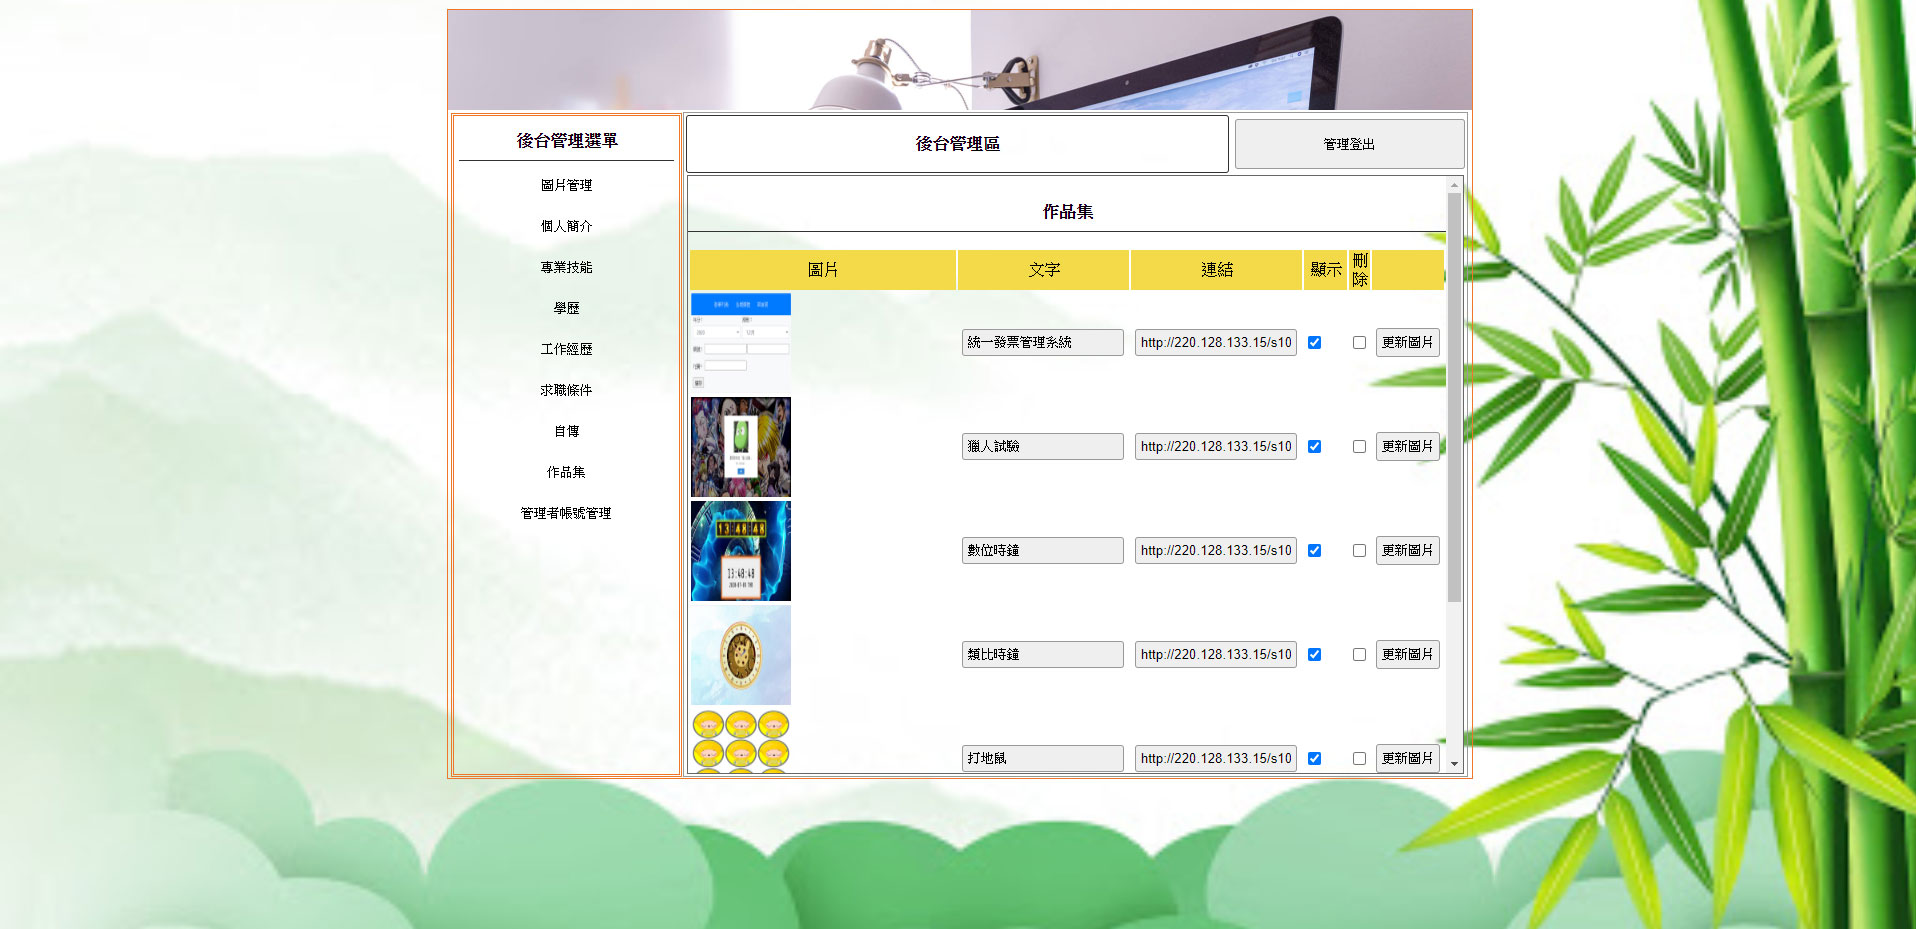 後台管理選單
圖片管理
個人簡介
專業技能
學歷
工作經歷
求職條件
自傳
作品集
管理者帳號管理
後台管理區
管理登出
作品集
圖片 文字 連結 顯示 刪除
統一發票管理系統 http://220.128.133.15/s10 更新圖片
獵人試驗 http://220.128.133.15/s10 更新圖片
13:48:48
13:48:48
數位時鐘 http://220.128.133.15/s10 更新圖片
類比時鐘 http://220.128.133.15/s10 更新圖片
打地鼠 http://220.128.133.15/s10 更新圖片